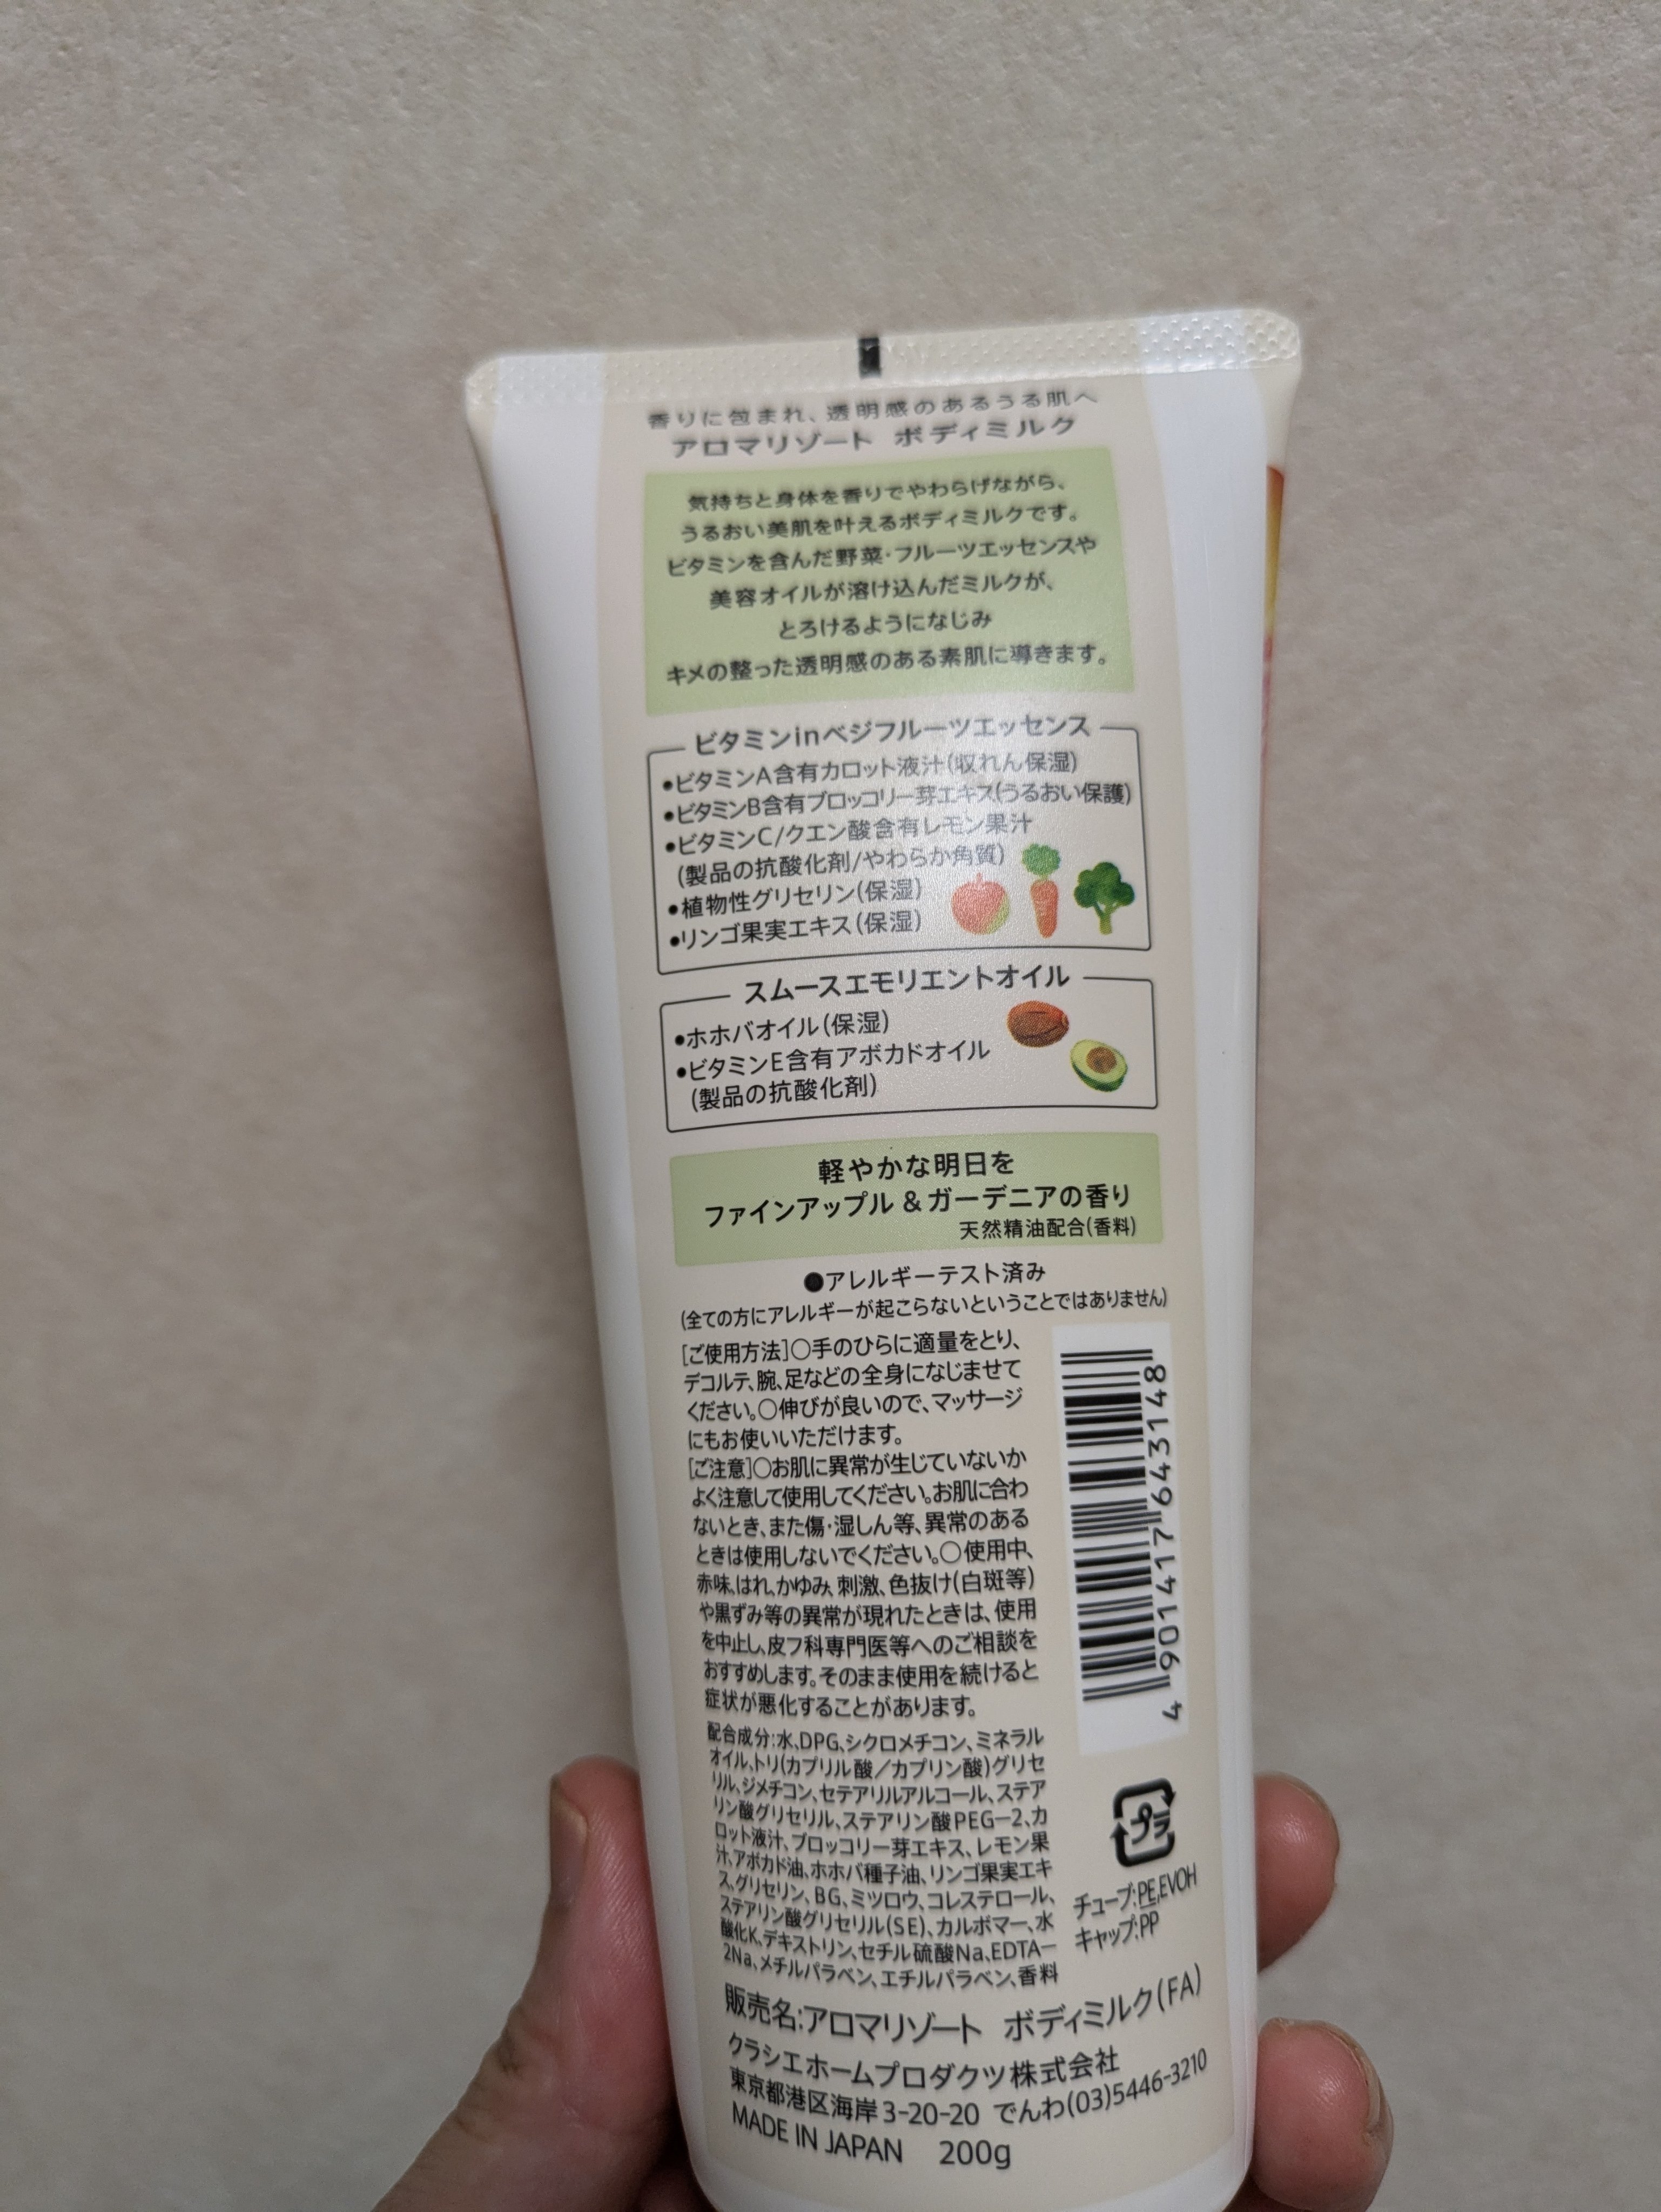 香りに包まれ、透明感のあるうる肌へ
アロマリゾート ボディミルク
気持ちと身体を香りでやわらげながら、
うるおい美肌を叶えるボディミルクです。
ビタミンを含んだ野菜・フルーツエッセンスや
美容オイルが溶け込んだミルクが、
とろけるようになじみ
キメの整った透明感のある素肌に導きます。
ビタミンinベジフルーツエッセンス
●ビタミンA含有カロット液汁(収れん保湿)
●ビタミンB含有ブロッコリー芽エキス(うるおい保護)
●ビタミンC/クエン酸含有レモン果汁
(製品の抗酸化剤/やわらか角質)
●植物性グリセリン(保湿)
●リンゴ果実エキス(保湿)
スムースエモリエントオイル
●ホホバオイル(保湿)
●ビタミンE含有アボカドオイル
(製品の抗酸化剤)
軽やかな明日を
ファインアップル&ガーデニアの香り
天然精油配合(香料)
●アレルギーテスト済み
(全ての方にアレルギーが起こらないということではありません)
[ご使用方法]○手のひらに適量をとり、
デコルテ、腕、足などの全身になじませて
ください。○伸びが良いので、マッサージ
にもお使いいただけます。
[ご注意]○お肌に異常が生じていないか
よく注意して使用してください。お肌に合わ
ないとき、また傷・湿しん等、異常のある
ときは使用しないでください。○使用中、
赤味、はれ、かゆみ、刺激、色抜け(白斑等)
や黒ずみ等の異常が現れたときは、使用
を中止し、皮フ科専門医等へのご相談を
おすすめします。そのまま使用を続けると
症状が悪化することがあります。
配合成分:水、DPG、シクロメチコン、ミネラル
オイル、トリ(カプリル酸/カプリン酸)グリセ
リル、ジメチコン、セテアリルアルコール、ステア
リン酸グリセリル、ステアリン酸PEG-2、カ
ロット液汁、ブロッコリー芽エキス、レモン果
汁、アボカド油、ホホバ種子油、リンゴ果実エキ
ス、グリセリン、BG、ミツロウ、コレステロール、
ステアリン酸グリセリル(SE)、カルボマー、水
酸化K、デキストリン、セチル硫酸Na、EDTA-
2Na、メチルパラベン、エチルパラベン、香料
4 901417 643148
プラ
チューブ:PE,EVOH
キャップ:PP
販売名:アロマリゾート ボディミルク(FA)
クラシエホームプロダクツ株式会社
東京都港区海岸3-20-20 でんわ(03)5446-3210
MADE IN JAPAN 200g